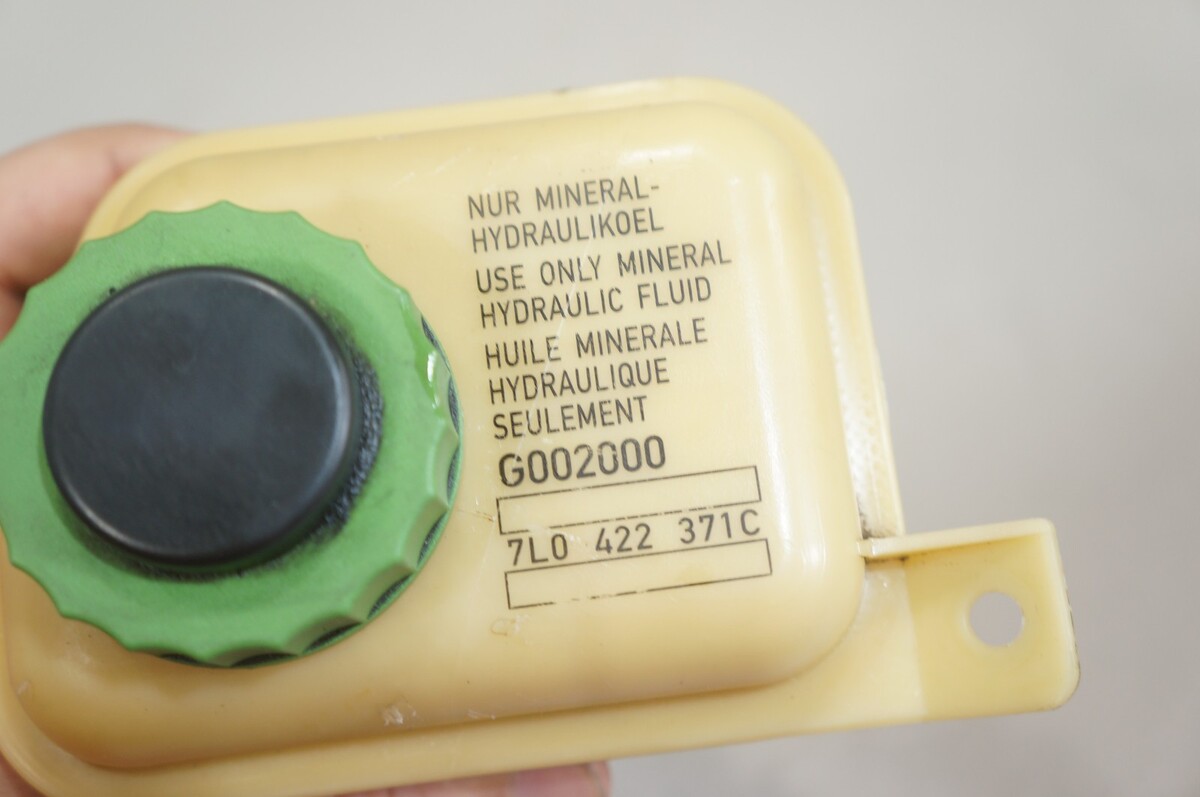 NUR MINERAL-
HYDRAULIKOEL
USE ONLY MINERAL
HYDRAULIC FLUID
HUILE MINERALE
HYDRAULIQUE
SEULEMENT
G002000
7L0 422 371C